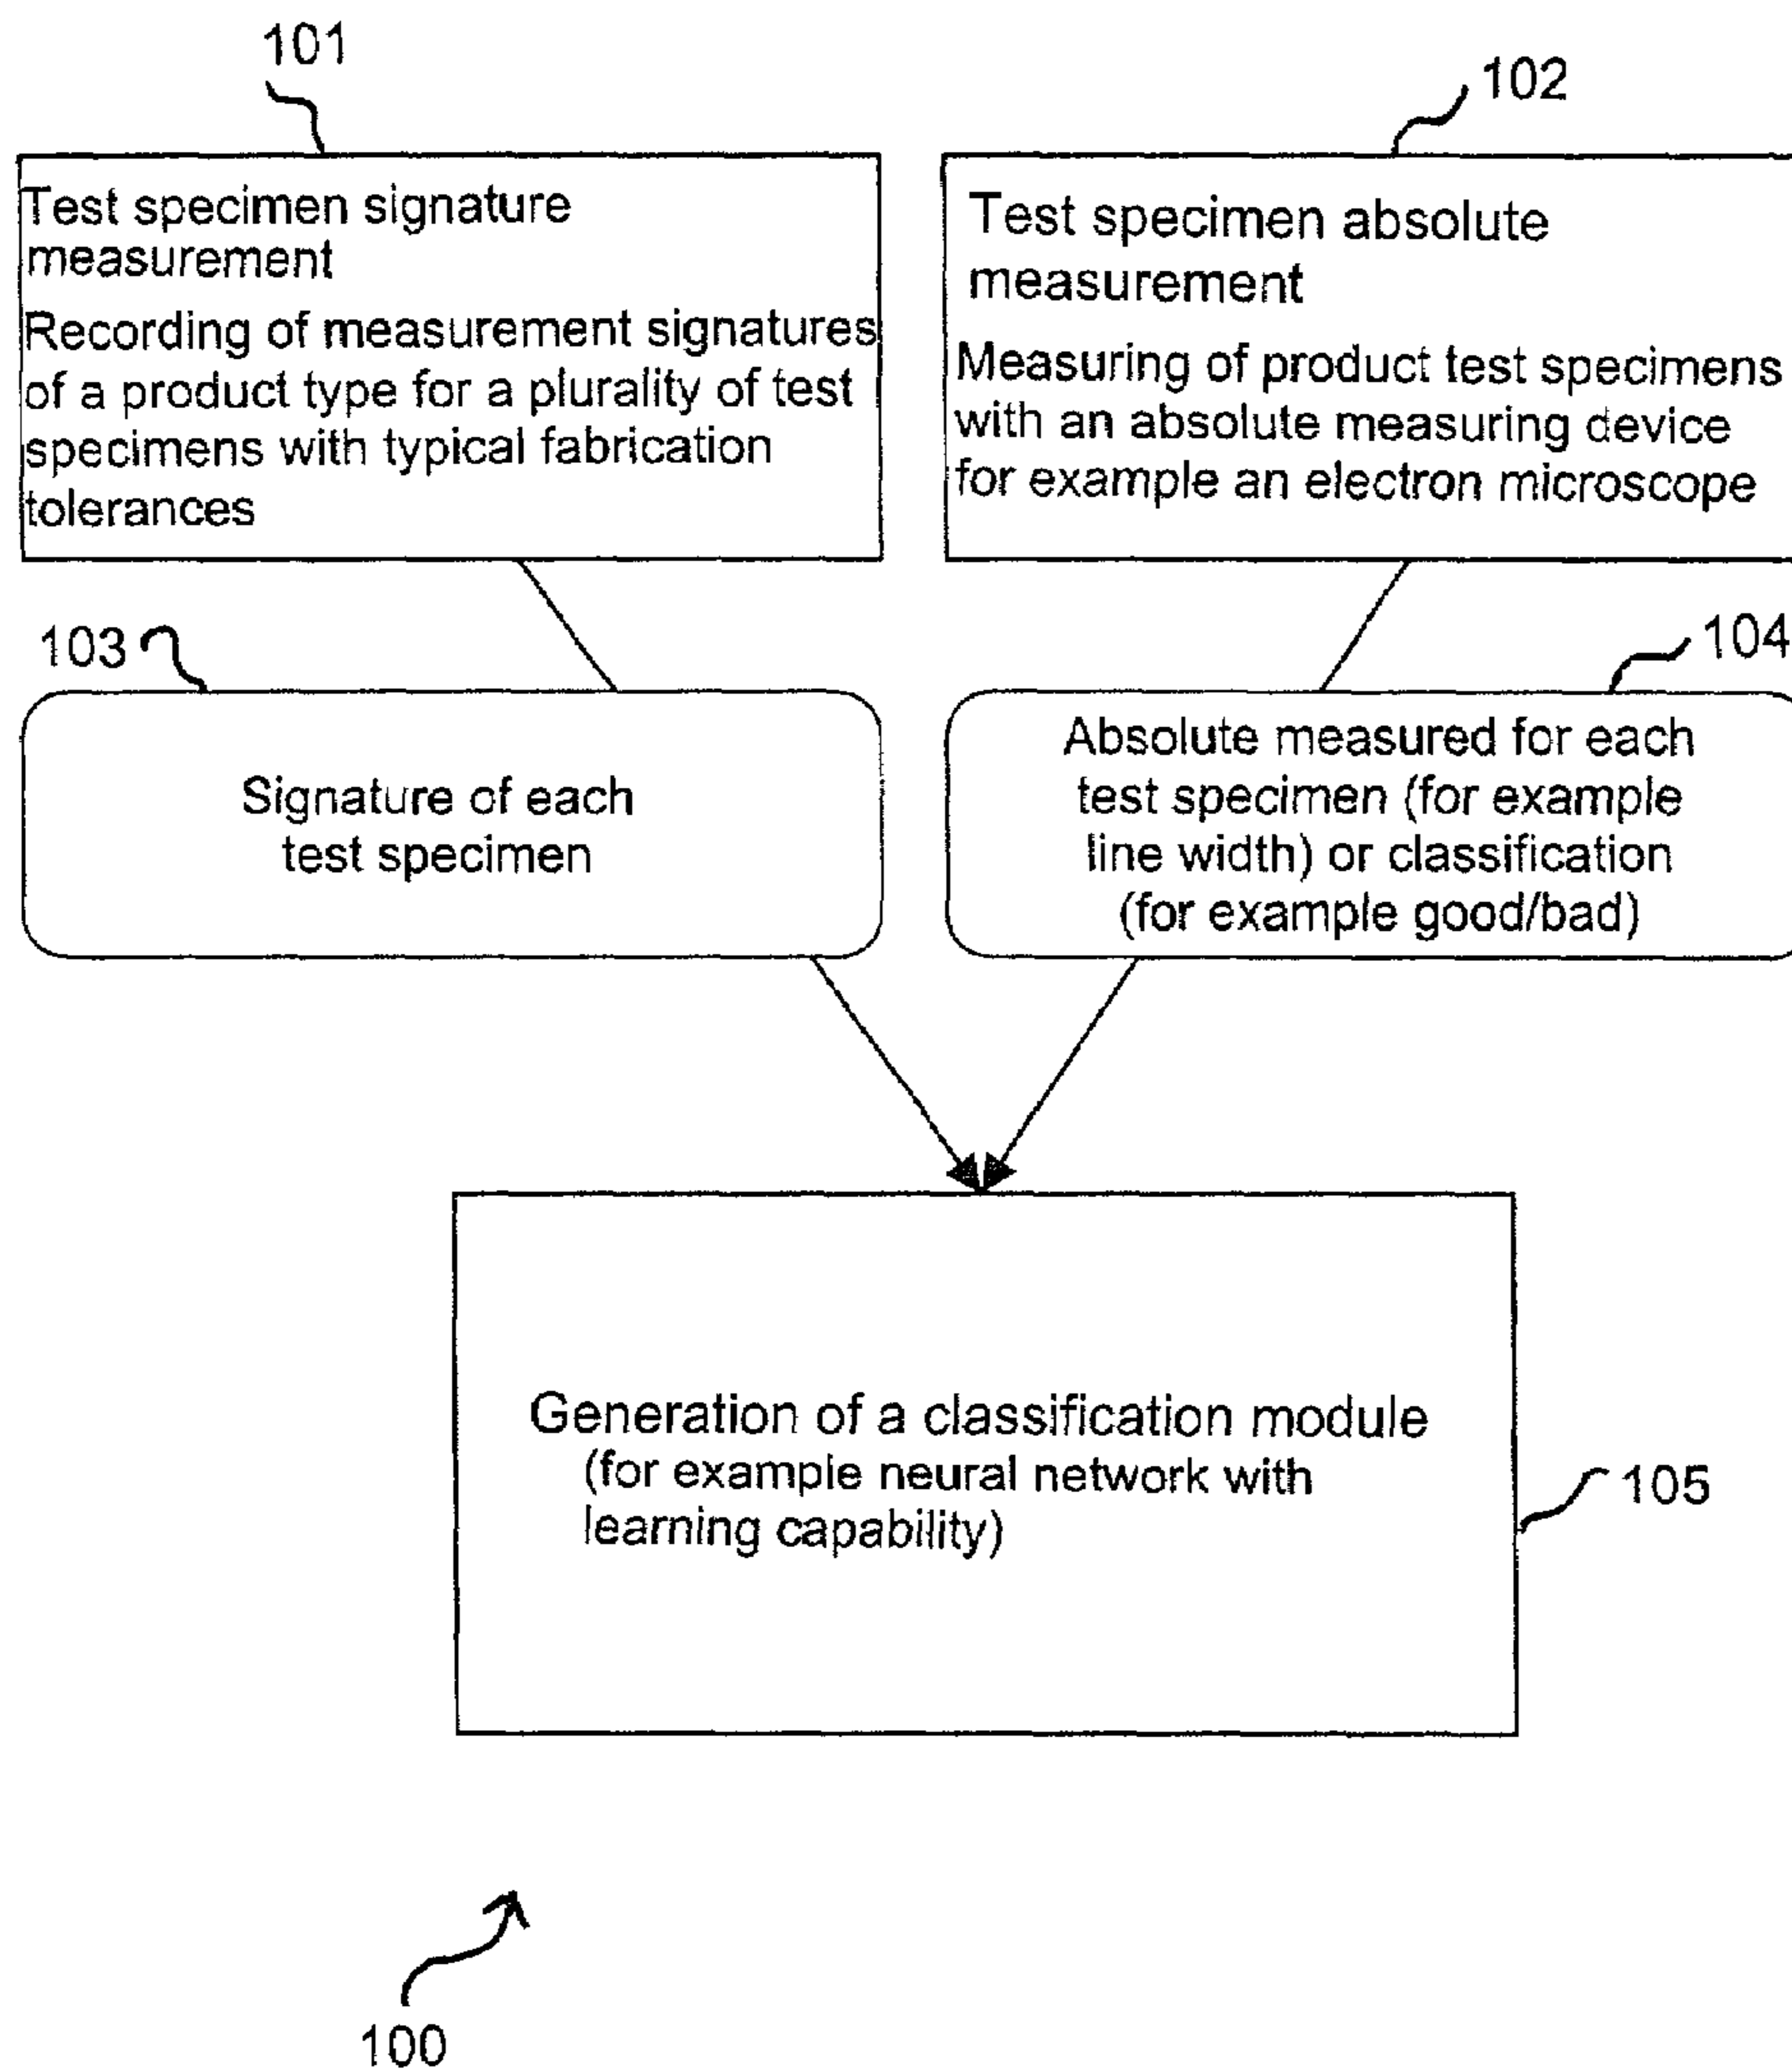 101
102
Test specimen signature
measurement
Recording of measurement signatures
of a product type for a plurality of test
specimens with typical fabrication
tolerances
Test specimen absolute
measurement
Measuring of product test specimens
with an absolute measuring device
for example an electron microscope
103
104
Signature of each
test specimen
Absolute measured for each
test specimen (for example
line width) or classification
(for example good/bad)
Generation of a classification module
(for example neural network with
learning capability)
105
100